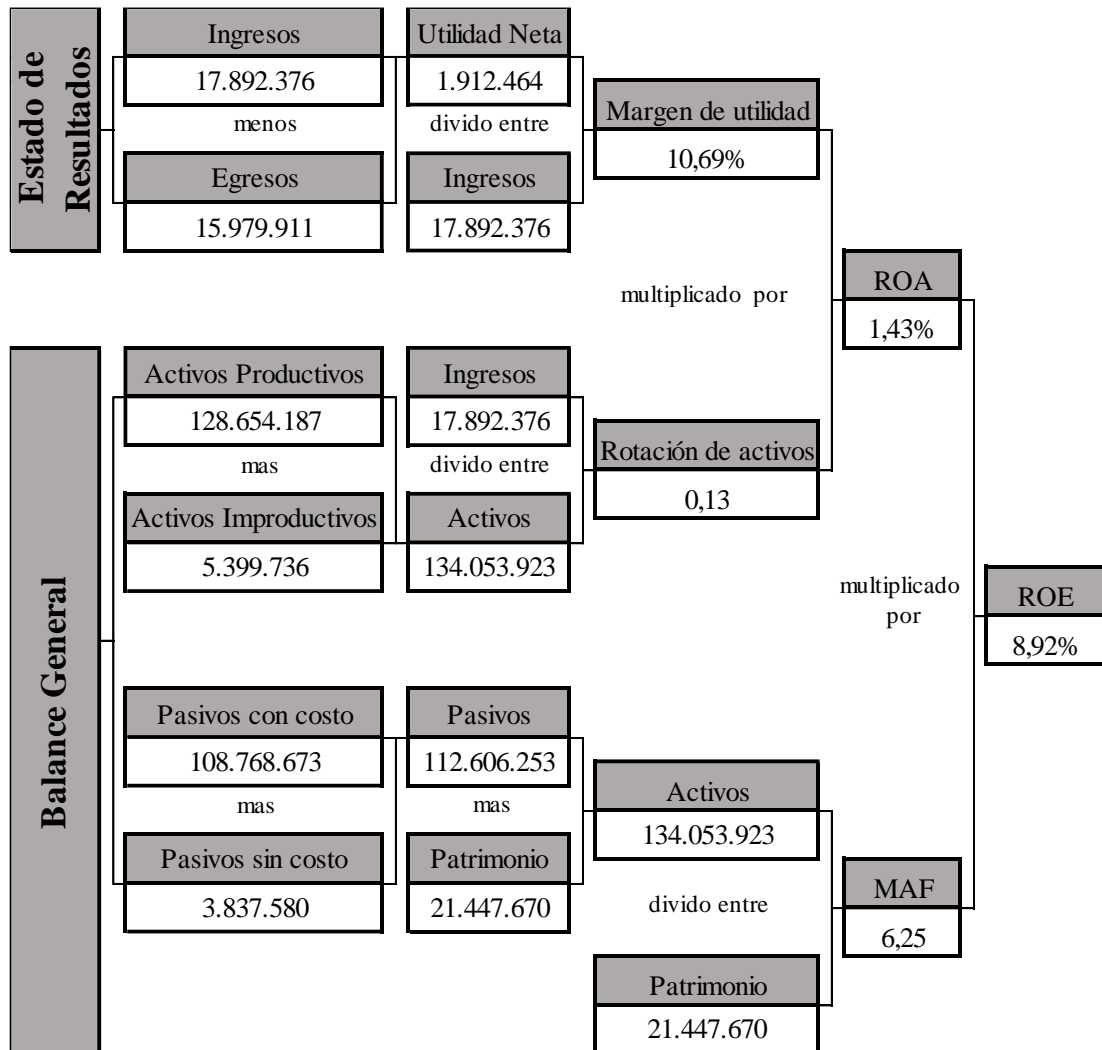 Estado de
Resultados
Ingresos
17.892.376
menos
Egresos
15.979.911
Utilidad Neta
1.912.464
divido entre
Ingresos
17.892.376
Margen de utilidad
10,69%
multiplicado por
ROA
1,43%
Balance General
Activos Productivos
128.654.187
mas
Activos Improductivos
5.399.736
Ingresos
17.892.376
divido entre
Activos
134.053.923
Rotación de activos
0,13
multiplicado
por
ROE
8,92%
Pasivos con costo
108.768.673
mas
Pasivos sin costo
3.837.580
Pasivos
112.606.253
mas
Patrimonio
21.447.670
Activos
134.053.923
divido entre
Patrimonio
21.447.670
MAF
6,25